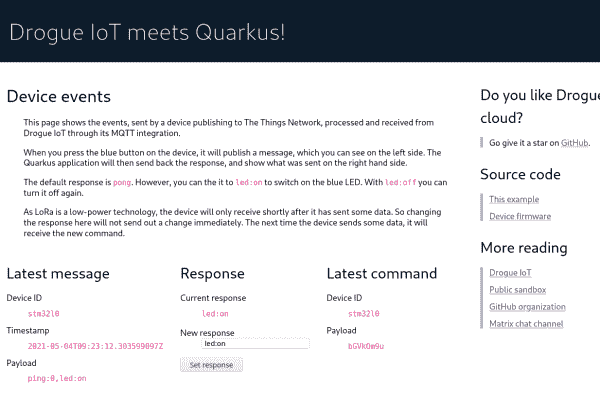 Drogue IoT meets Quarkus!
Device events
This page shows the events, sent by a device publishing to The Things Network, processed and received from
Drogue IoT through its MQTT integration.
When you press the blue button on the device, it will publish a message, which you can see on the left side. The
Quarkus application will then send back the response, and show what was sent on the right hand side.
The default response is pong. However, you can the it to led:on to switch on the blue LED. With led:off you can
turn it off again.
As LoRa is a low-power technology, the device will only receive shortly after it has sent some data. So changing
the response here will not send out a change immediately. The next time the device sends some data, it will
receive the new command.
Latest message
Device ID
stm32l0
Timestamp
2021-05-04T09:23:12.303599097Z
Payload
ping:0,led:on
Response
Current response
led:on
New response
led:on
Set response
Latest command
Device ID
stm32l0
Payload
bGVkOm9u
Do you like Drogue
cloud?
Go give it a star on GitHub.
Source code
This example
Device firmware
More reading
Drogue IoT
Public sandbox
GitHub organization
Matrix chat channel